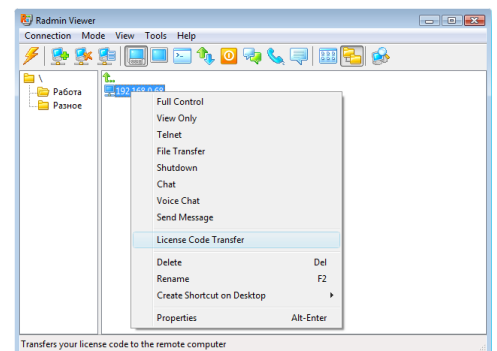 Radmin Viewer
Connection Mode View Tools Help
\
Работа
Разное
192.168.0.68
Full Control
View Only
Telnet
File Transfer
Shutdown
Chat
Voice Chat
Send Message
License Code Transfer
Delete Del
Rename F2
Create Shortcut on Desktop
Properties Alt-Enter
Transfers your license code to the remote computer